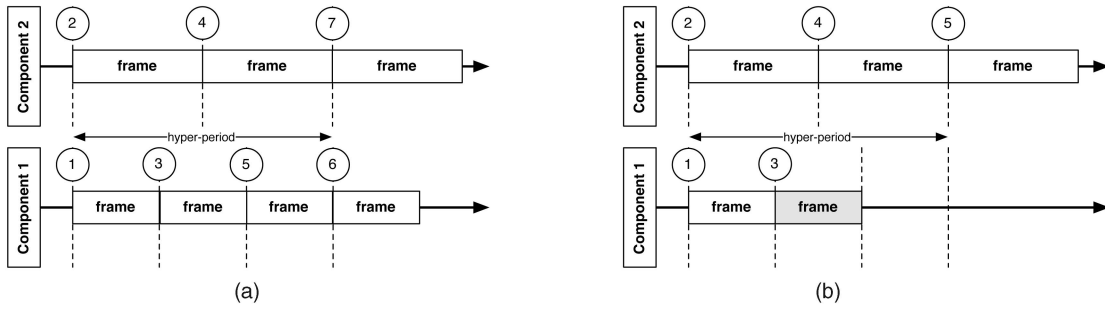 Component 2
2
4
7
frame
frame
frame
hyper-period
Component 1
1
3
5
6
frame
frame
frame
frame
(a)
Component 2
2
4
5
frame
frame
frame
hyper-period
Component 1
1
3
frame
frame
(b)